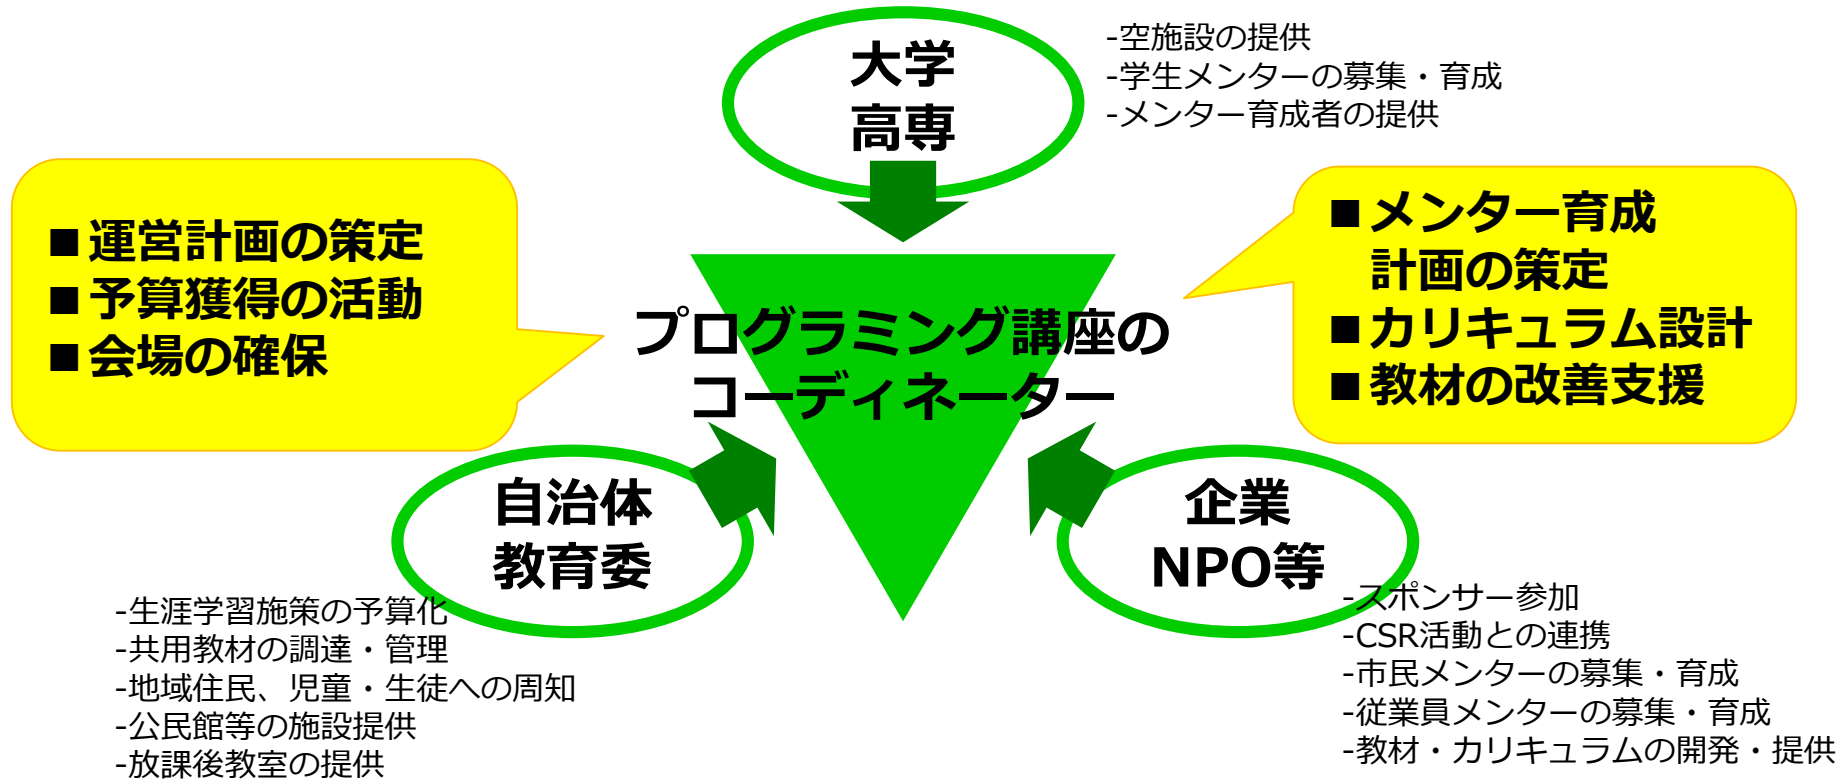 大学
高専
-空施設の提供
-学生メンターの募集・育成
-メンター育成者の提供
■運営計画の策定
■予算獲得の活動
■会場の確保
■メンター育成
計画の策定
■カリキュラム設計
■教材の改善支援
プログラミング講座の
コーディネーター
自治体
教育委
-生涯学習施策の予算化
-共用教材の調達・管理
-地域住民、児童・生徒への周知
-公民館等の施設提供
-放課後教室の提供
企業
NPO等
-スポンサー参加
-CSR活動との連携
-市民メンターの募集・育成
-従業員メンターの募集・育成
-教材・カリキュラムの開発・提供